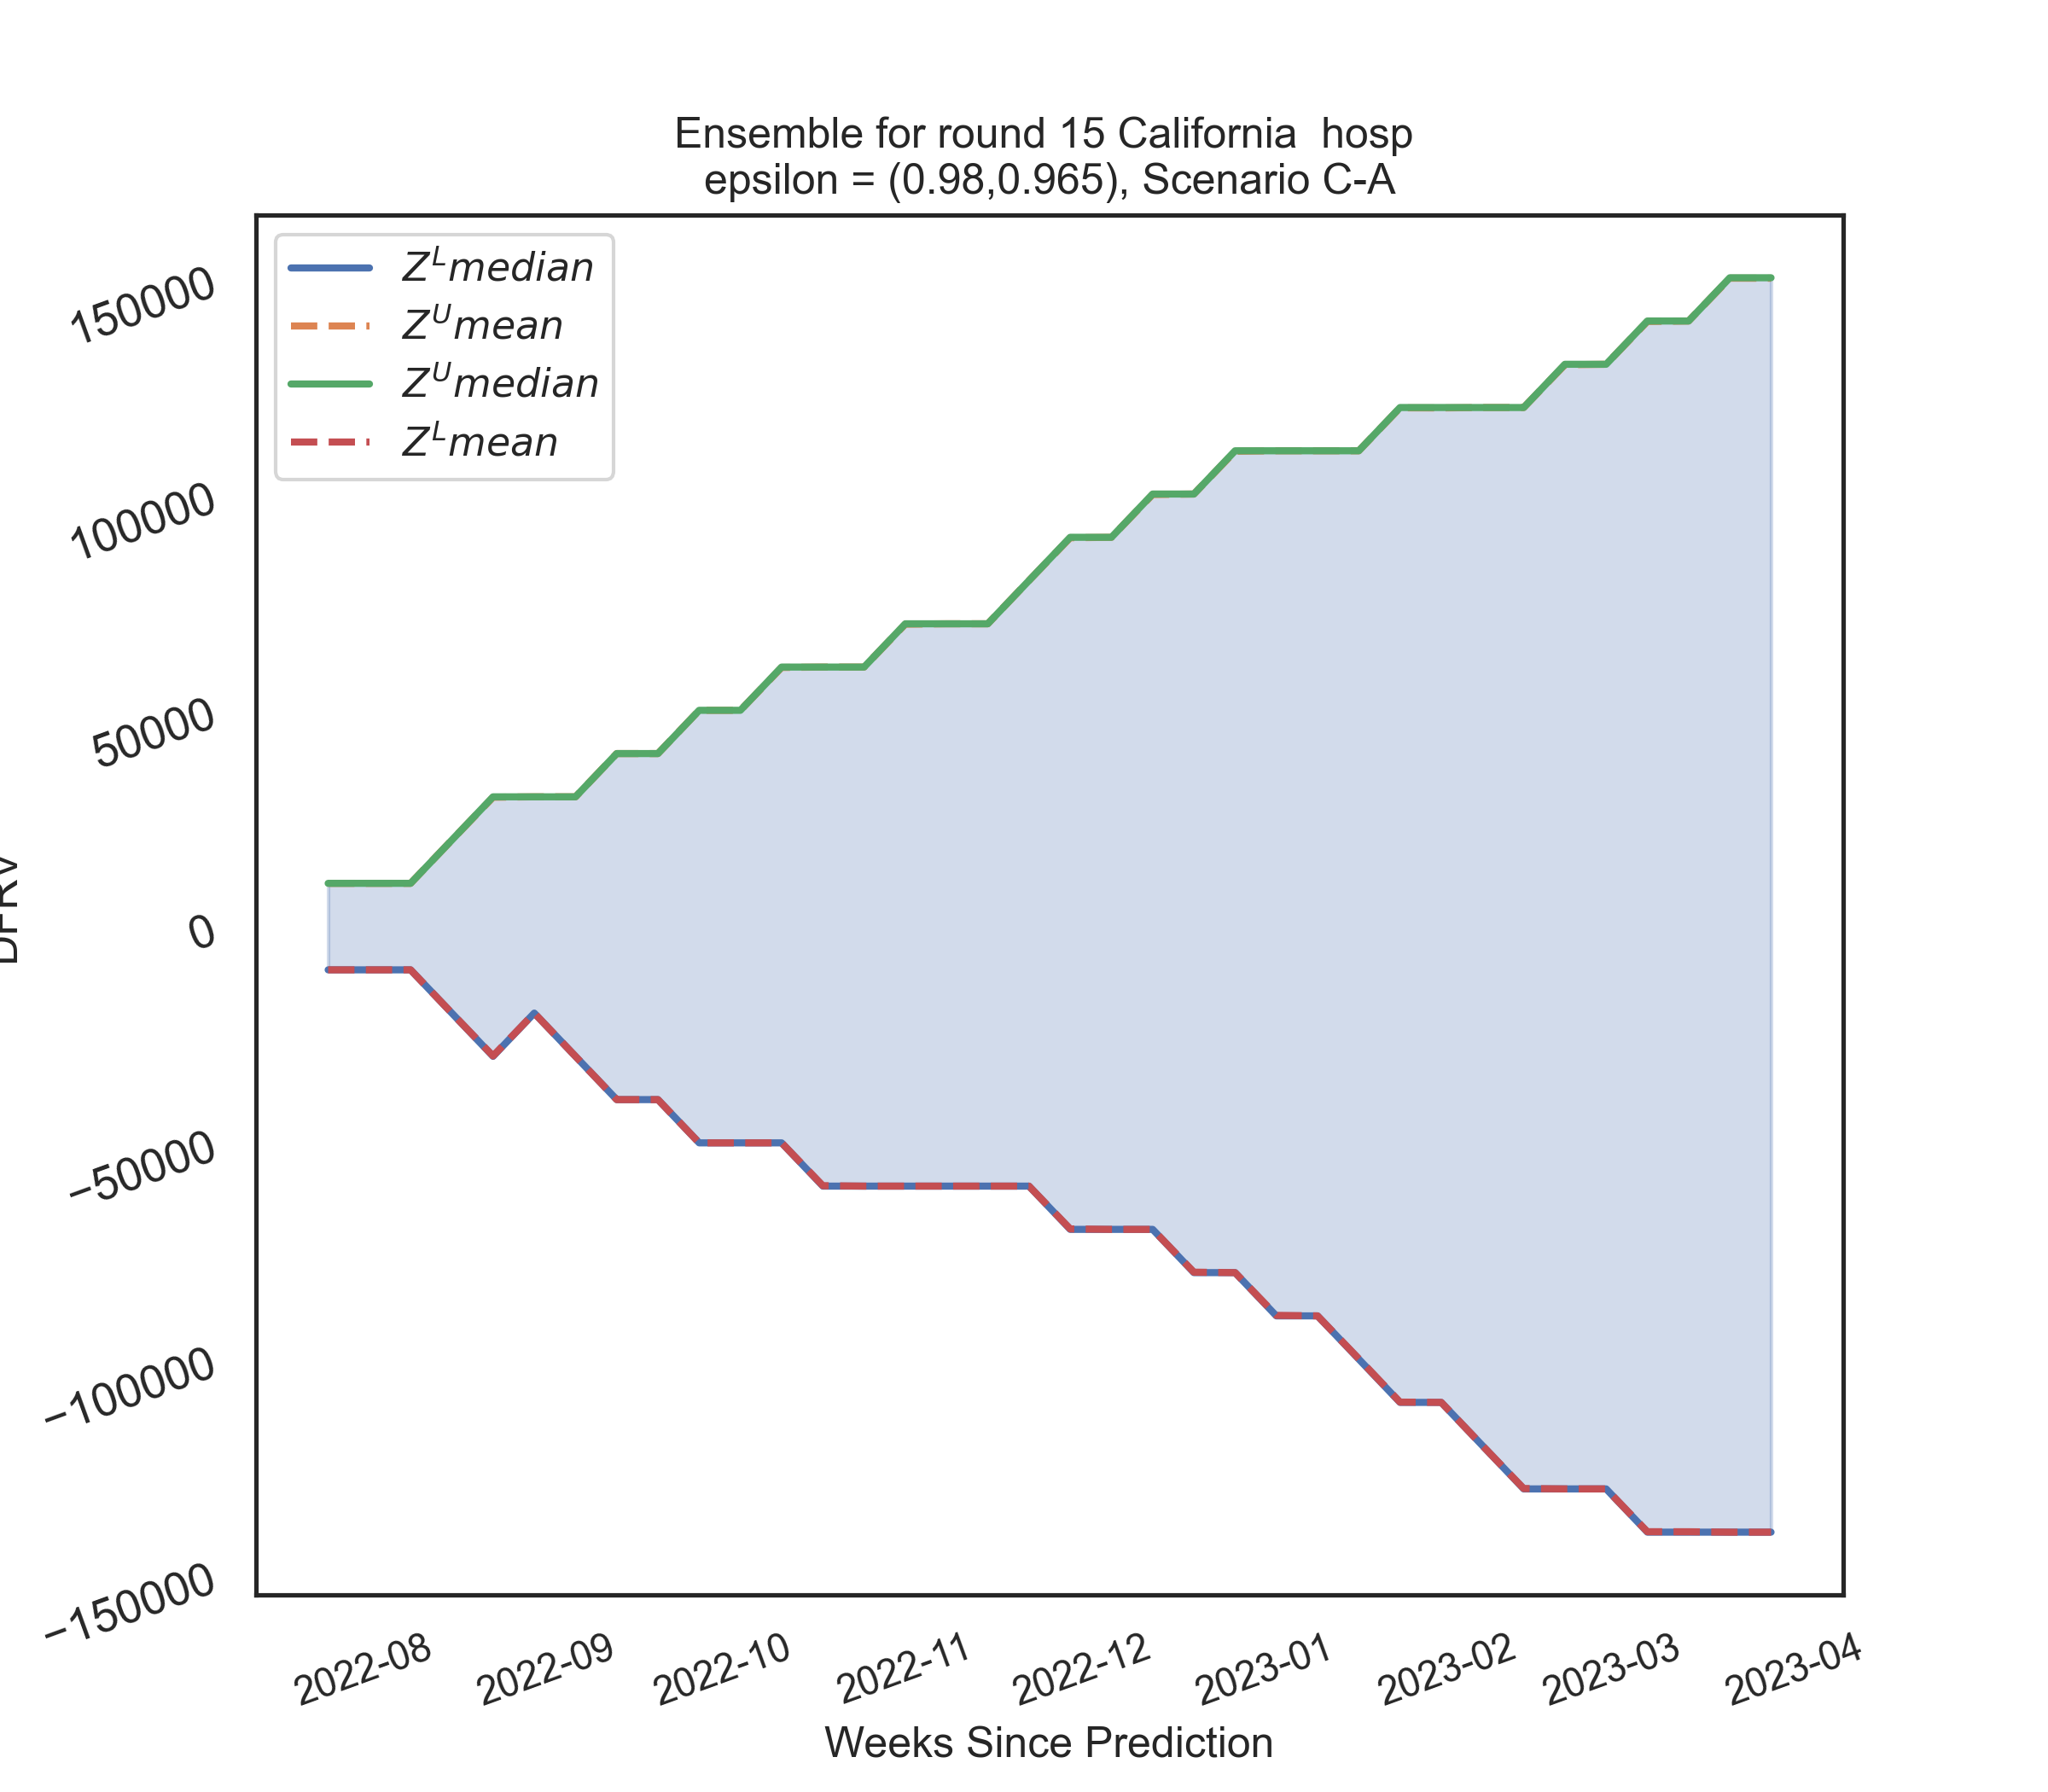 Ensemble for round 15 California  hosp
epsilon = (0.98,0.965), Scenario C-A
Z^L median
Z^U mean
Z^U median
Z^L mean
150000
100000
50000
0
−50000
−100000
−150000
2022-08
2022-09
2022-10
2022-11
2022-12
2023-01
2023-02
2023-03
2023-04
Weeks Since Prediction